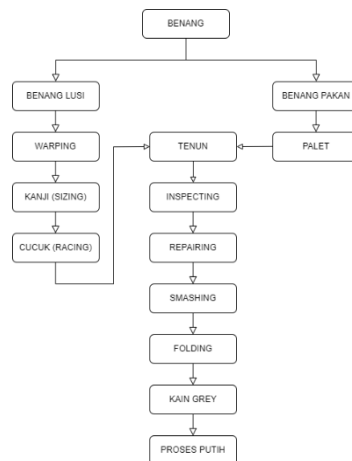 BENANG
BENANG LUSI
BENANG PAKAN
WARPING
TENUN
PALET
KANJI (SIZING)
INSPECTING
CUCUK (RACING)
REPAIRING
SMASHING
FOLDING
KAIN GREY
PROSES PUTIH